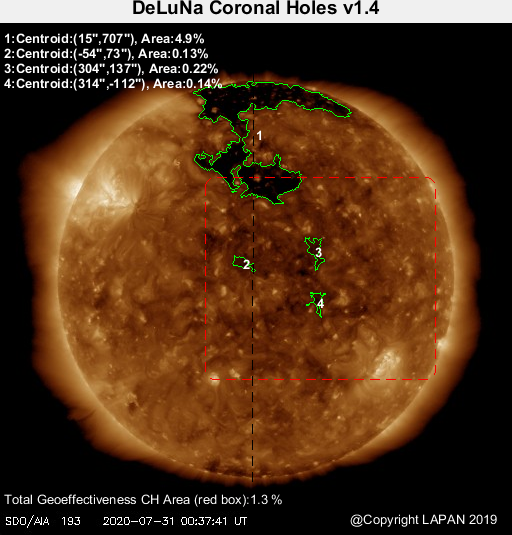 DeLuNa Coronal Holes v1.4
1:Centroid:(15",707"), Area:4.9%
2:Centroid:(-54",73"), Area:0.13%
3:Centroid:(304",137"), Area:0.22%
4:Centroid:(314",-112"), Area:0.14%
1
3
2
4
Total Geoeffectiveness CH Area (red box):1.3 %
SDO/AIA 193 2020-07-31 00:37:41 UT
@Copyright LAPAN 2019